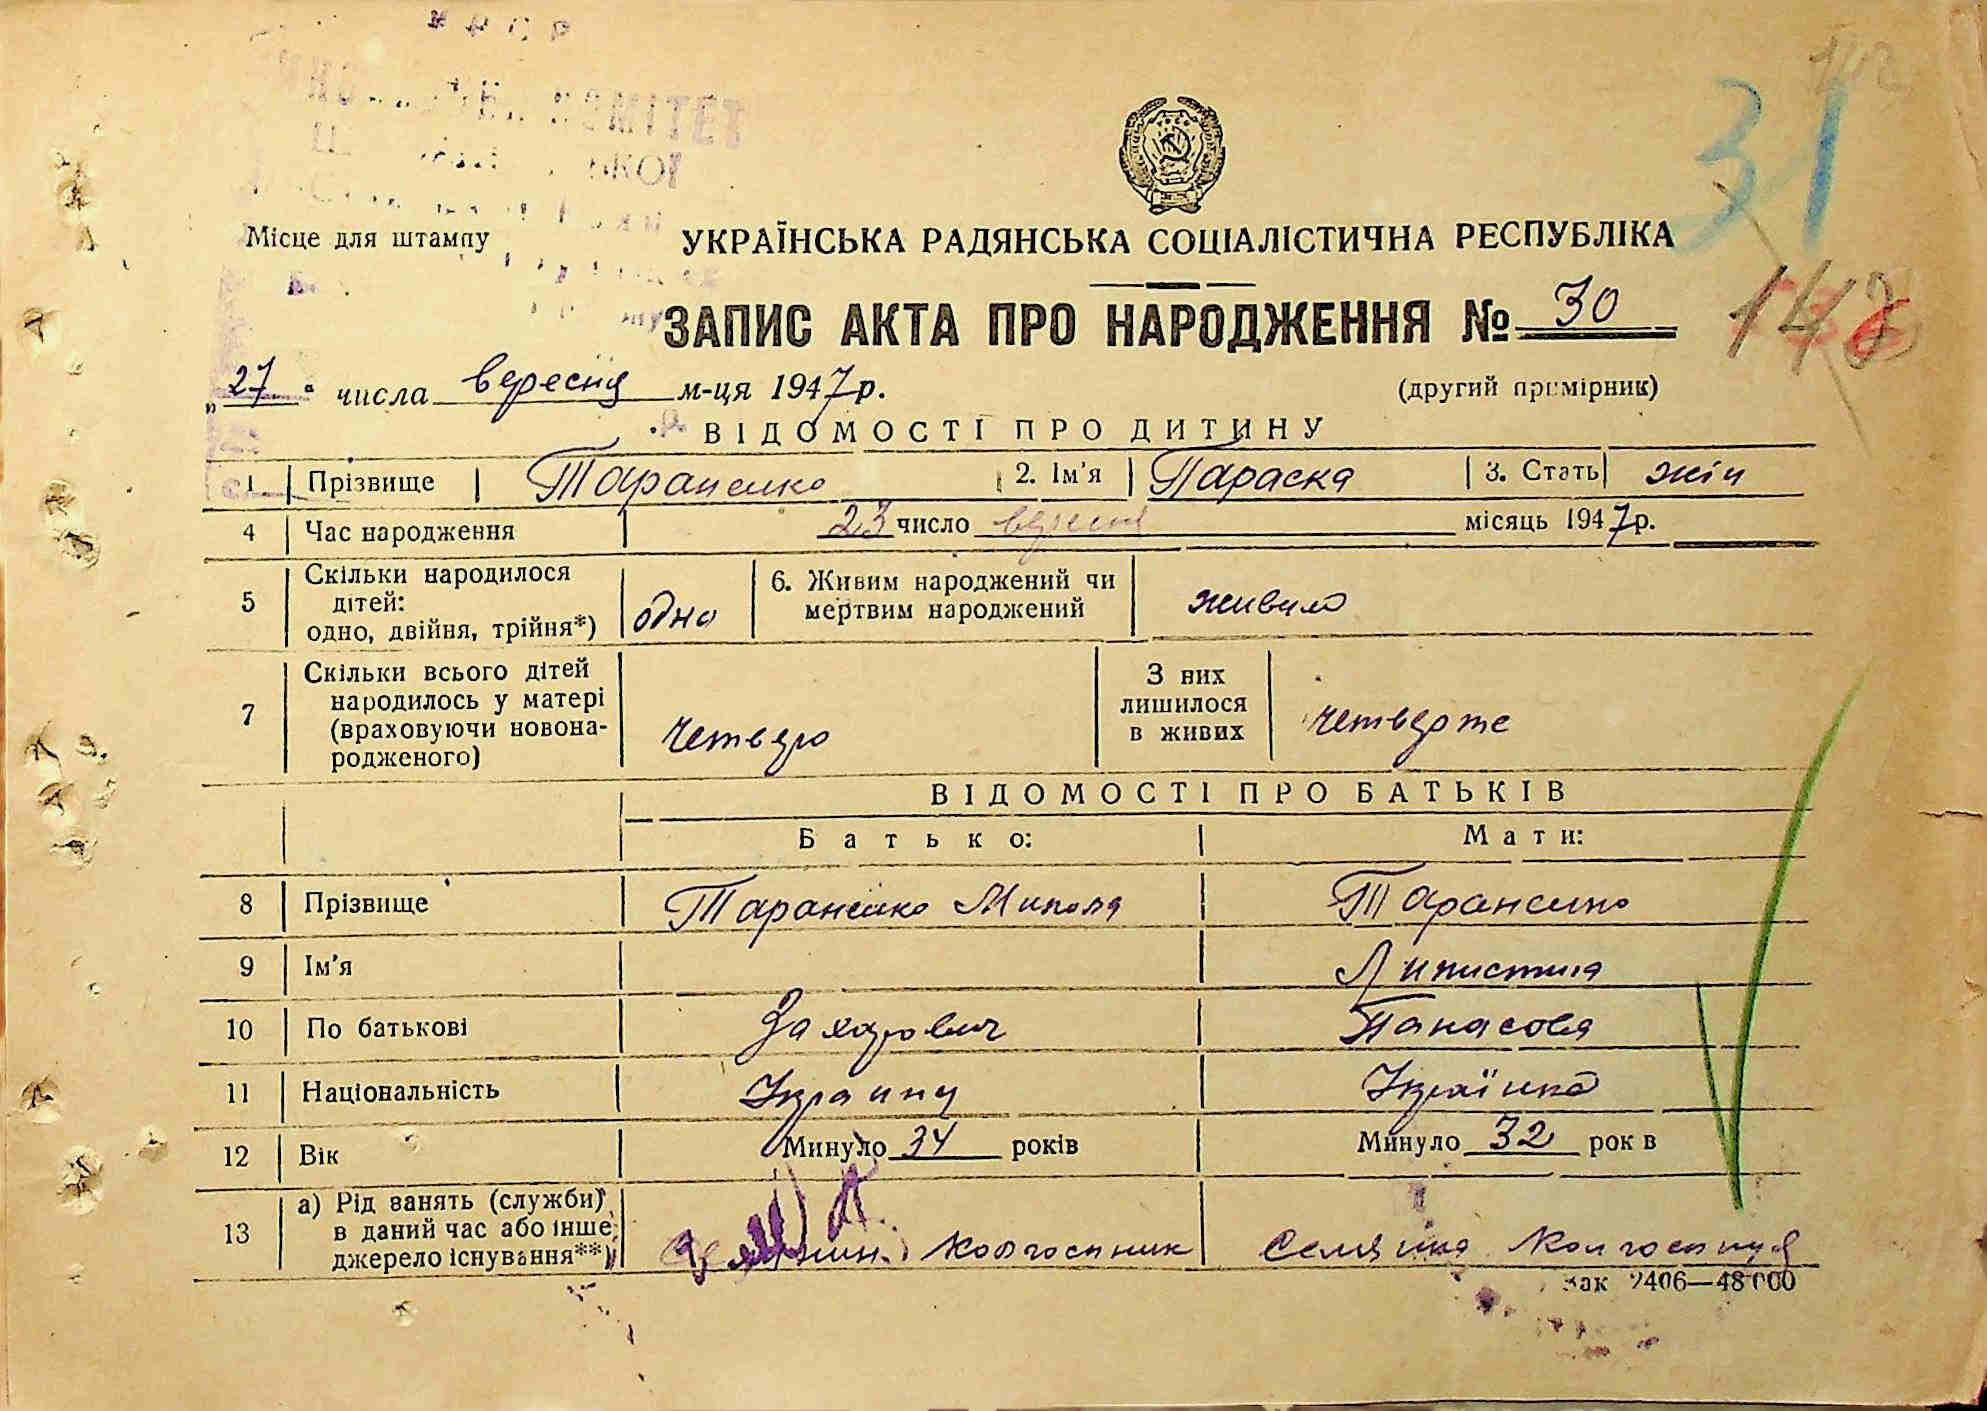 КОМІТЕТ
31
Місце для штампу
УКРАЇНСЬКА РАДЯНСЬКА СОЦІАЛІСТИЧНА РЕСПУБЛІКА
ЗАПИС АКТА ПРО НАРОДЖЕННЯ № 30
„27“ числа вересня м-ця 1947 р.
(другий примірник)
ВІДОМОСТІ ПРО ДИТИНУ
1 Прізвище Тараненко 2. Ім'я Параска 3. Стать жін
4 Час народження 23 число вересня місяць 1947 р.
5 Скільки народилося дітей: одно, двійня, трійня*) одно 6. Живим народжений чи мертвим народжений живим
7 Скільки всього дітей народилось у матері (враховуючи новонародженого) четверо З них лишилося в живих четверте
ВІДОМОСТІ ПРО БАТЬКІВ
Батько: Мати:
8 Прізвище Тараненко Микола Тараненко
9 Ім'я Ликистина
10 По батькові Захарович Панасовя
11 Національність Українц Українка
12 Вік Минуло 34 років Минуло 32 рок в
13 а) Рід занять (служби) в даний час або інше джерело існування**) колгоспник Селянка колгоспниця
Зак 2406—48 000